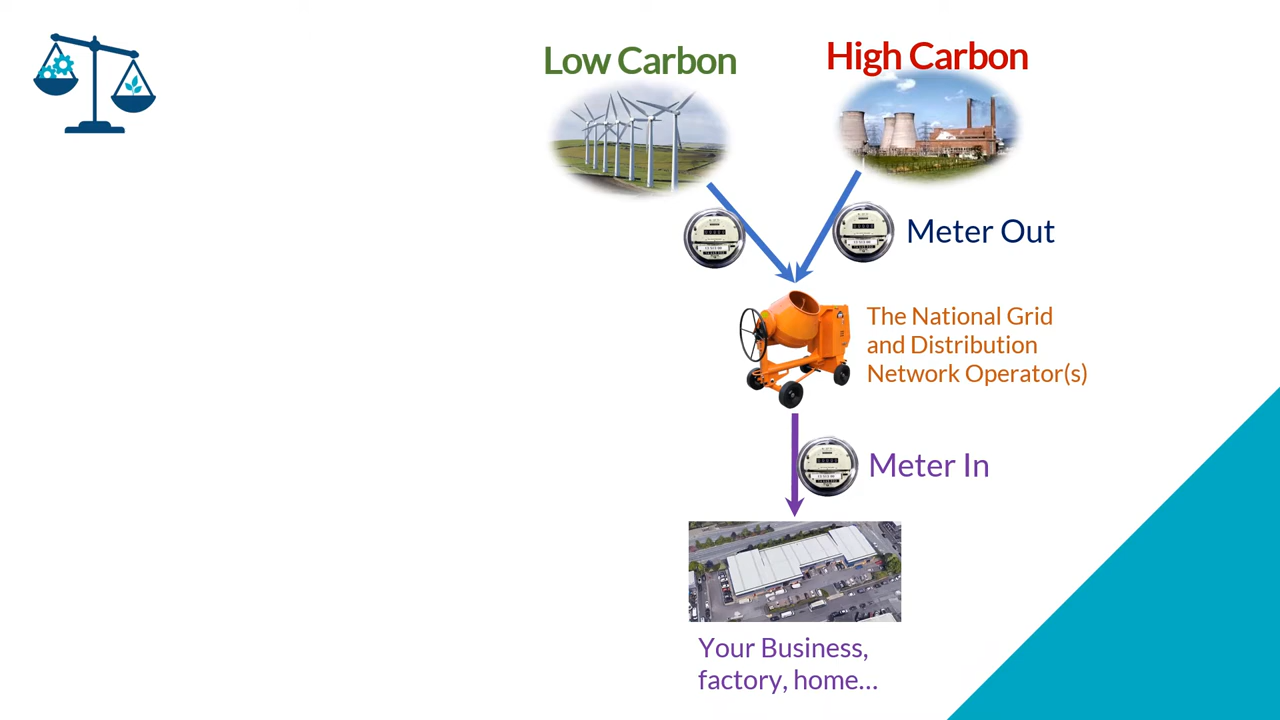 Low Carbon
High Carbon
Meter Out
The National Grid
and Distribution
Network Operator(s)
Meter In
Your Business,
factory, home...